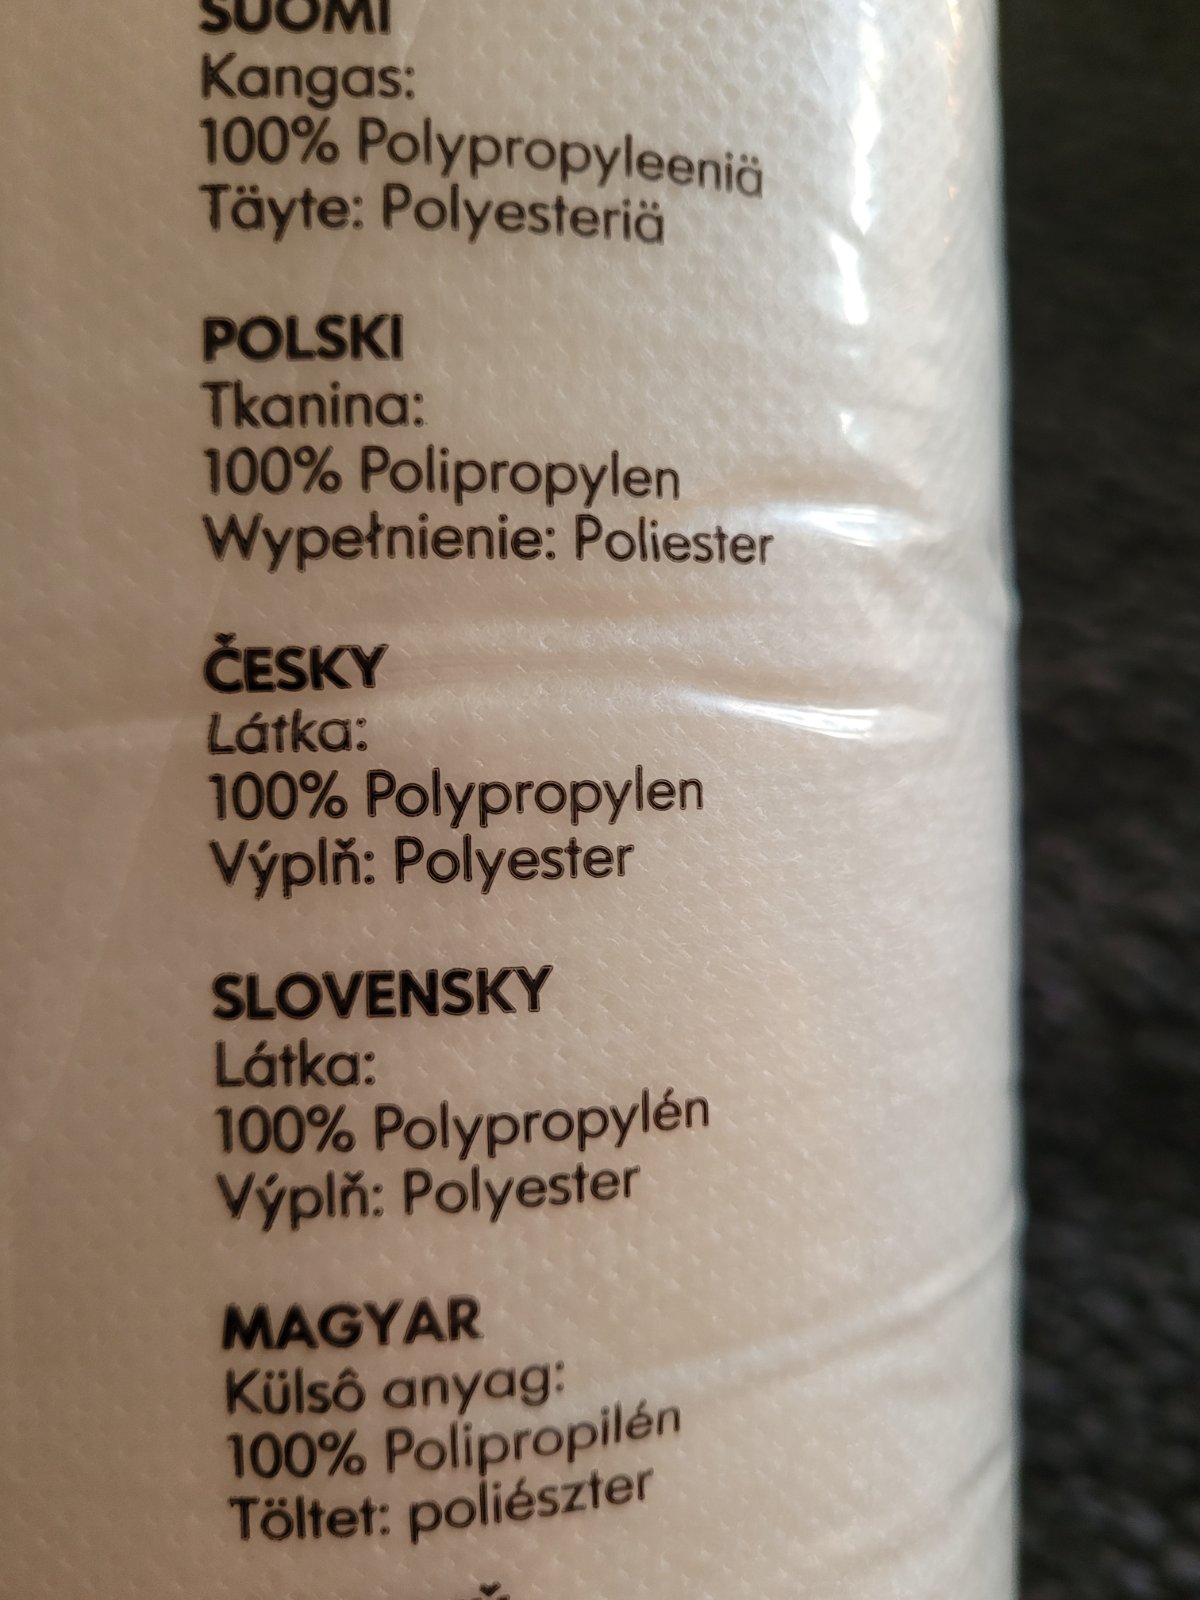 SUOMI
Kangas:
100% Polypropyleeniä
Täyte: Polyesteriä
POLSKI
Tkanina:
100% Polipropylen
Wypełnienie: Poliester
ČESKY
Látka:
100% Polypropylen
Výplň: Polyester
SLOVENSKY
Látka:
100% Polypropylén
Výplň: Polyester
MAGYAR
Külsô anyag:
100% Polipropilén
Töltet: poliészter